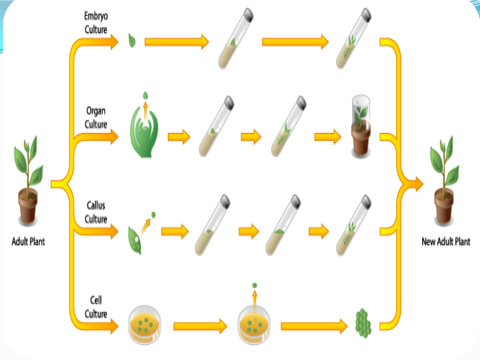 Embryo
Culture
Organ
Culture
Callus
Culture
Adult Plant
New Adult Plant
Cell
Culture